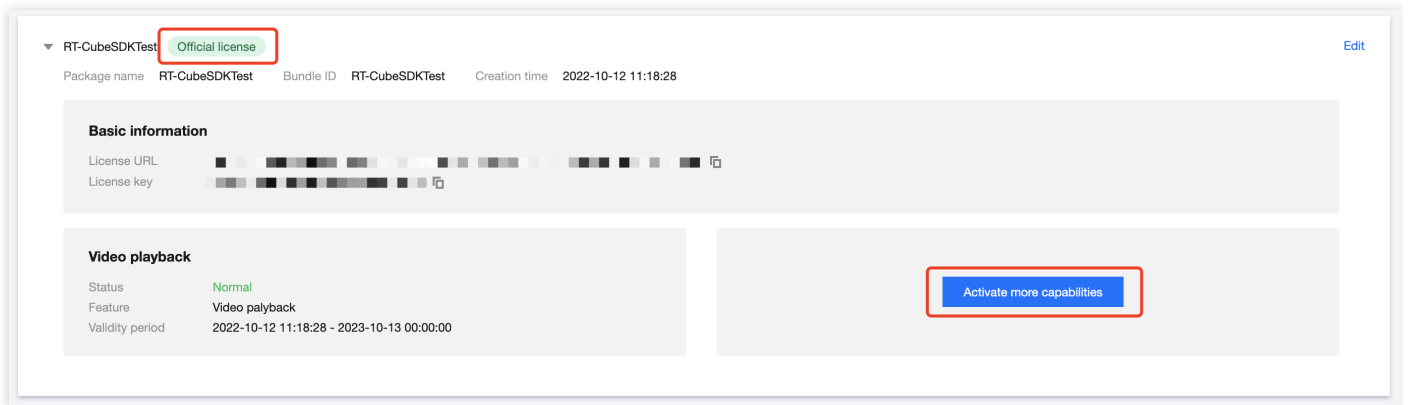 RT-CubeSDKTest Official license Edit
Package name RT-CubeSDKTest Bundle ID RT-CubeSDKTest Creation time 2022-10-12 11:18:28
Basic information
License URL
License key
Video playback
Status Normal
Feature Video palyback
Validity period 2022-10-12 11:18:28 - 2023-10-13 00:00:00
Activate more capabilities